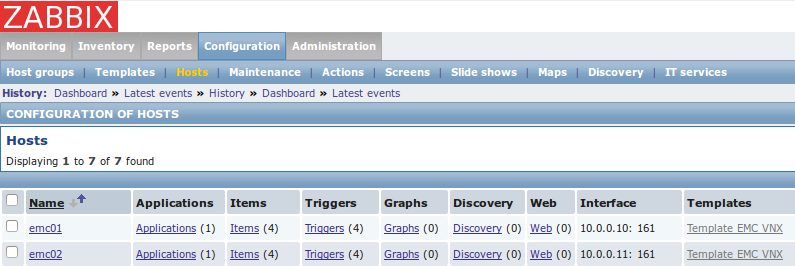 ZABBIX
Monitoring Inventory Reports Configuration Administration
Host groups | Templates | Hosts | Maintenance | Actions | Screens | Slide shows | Maps | Discovery | IT services
History: Dashboard » Latest events » History » Dashboard » Latest events
CONFIGURATION OF HOSTS
Hosts
Displaying 1 to 7 of 7 found
Name Applications Items Triggers Graphs Discovery Web Interface Templates
emc01 Applications (1) Items (4) Triggers (4) Graphs (0) Discovery (0) Web (0) 10.0.0.10: 161 Template EMC VNX
emc02 Applications (1) Items (4) Triggers (4) Graphs (0) Discovery (0) Web (0) 10.0.0.11: 161 Template EMC VNX